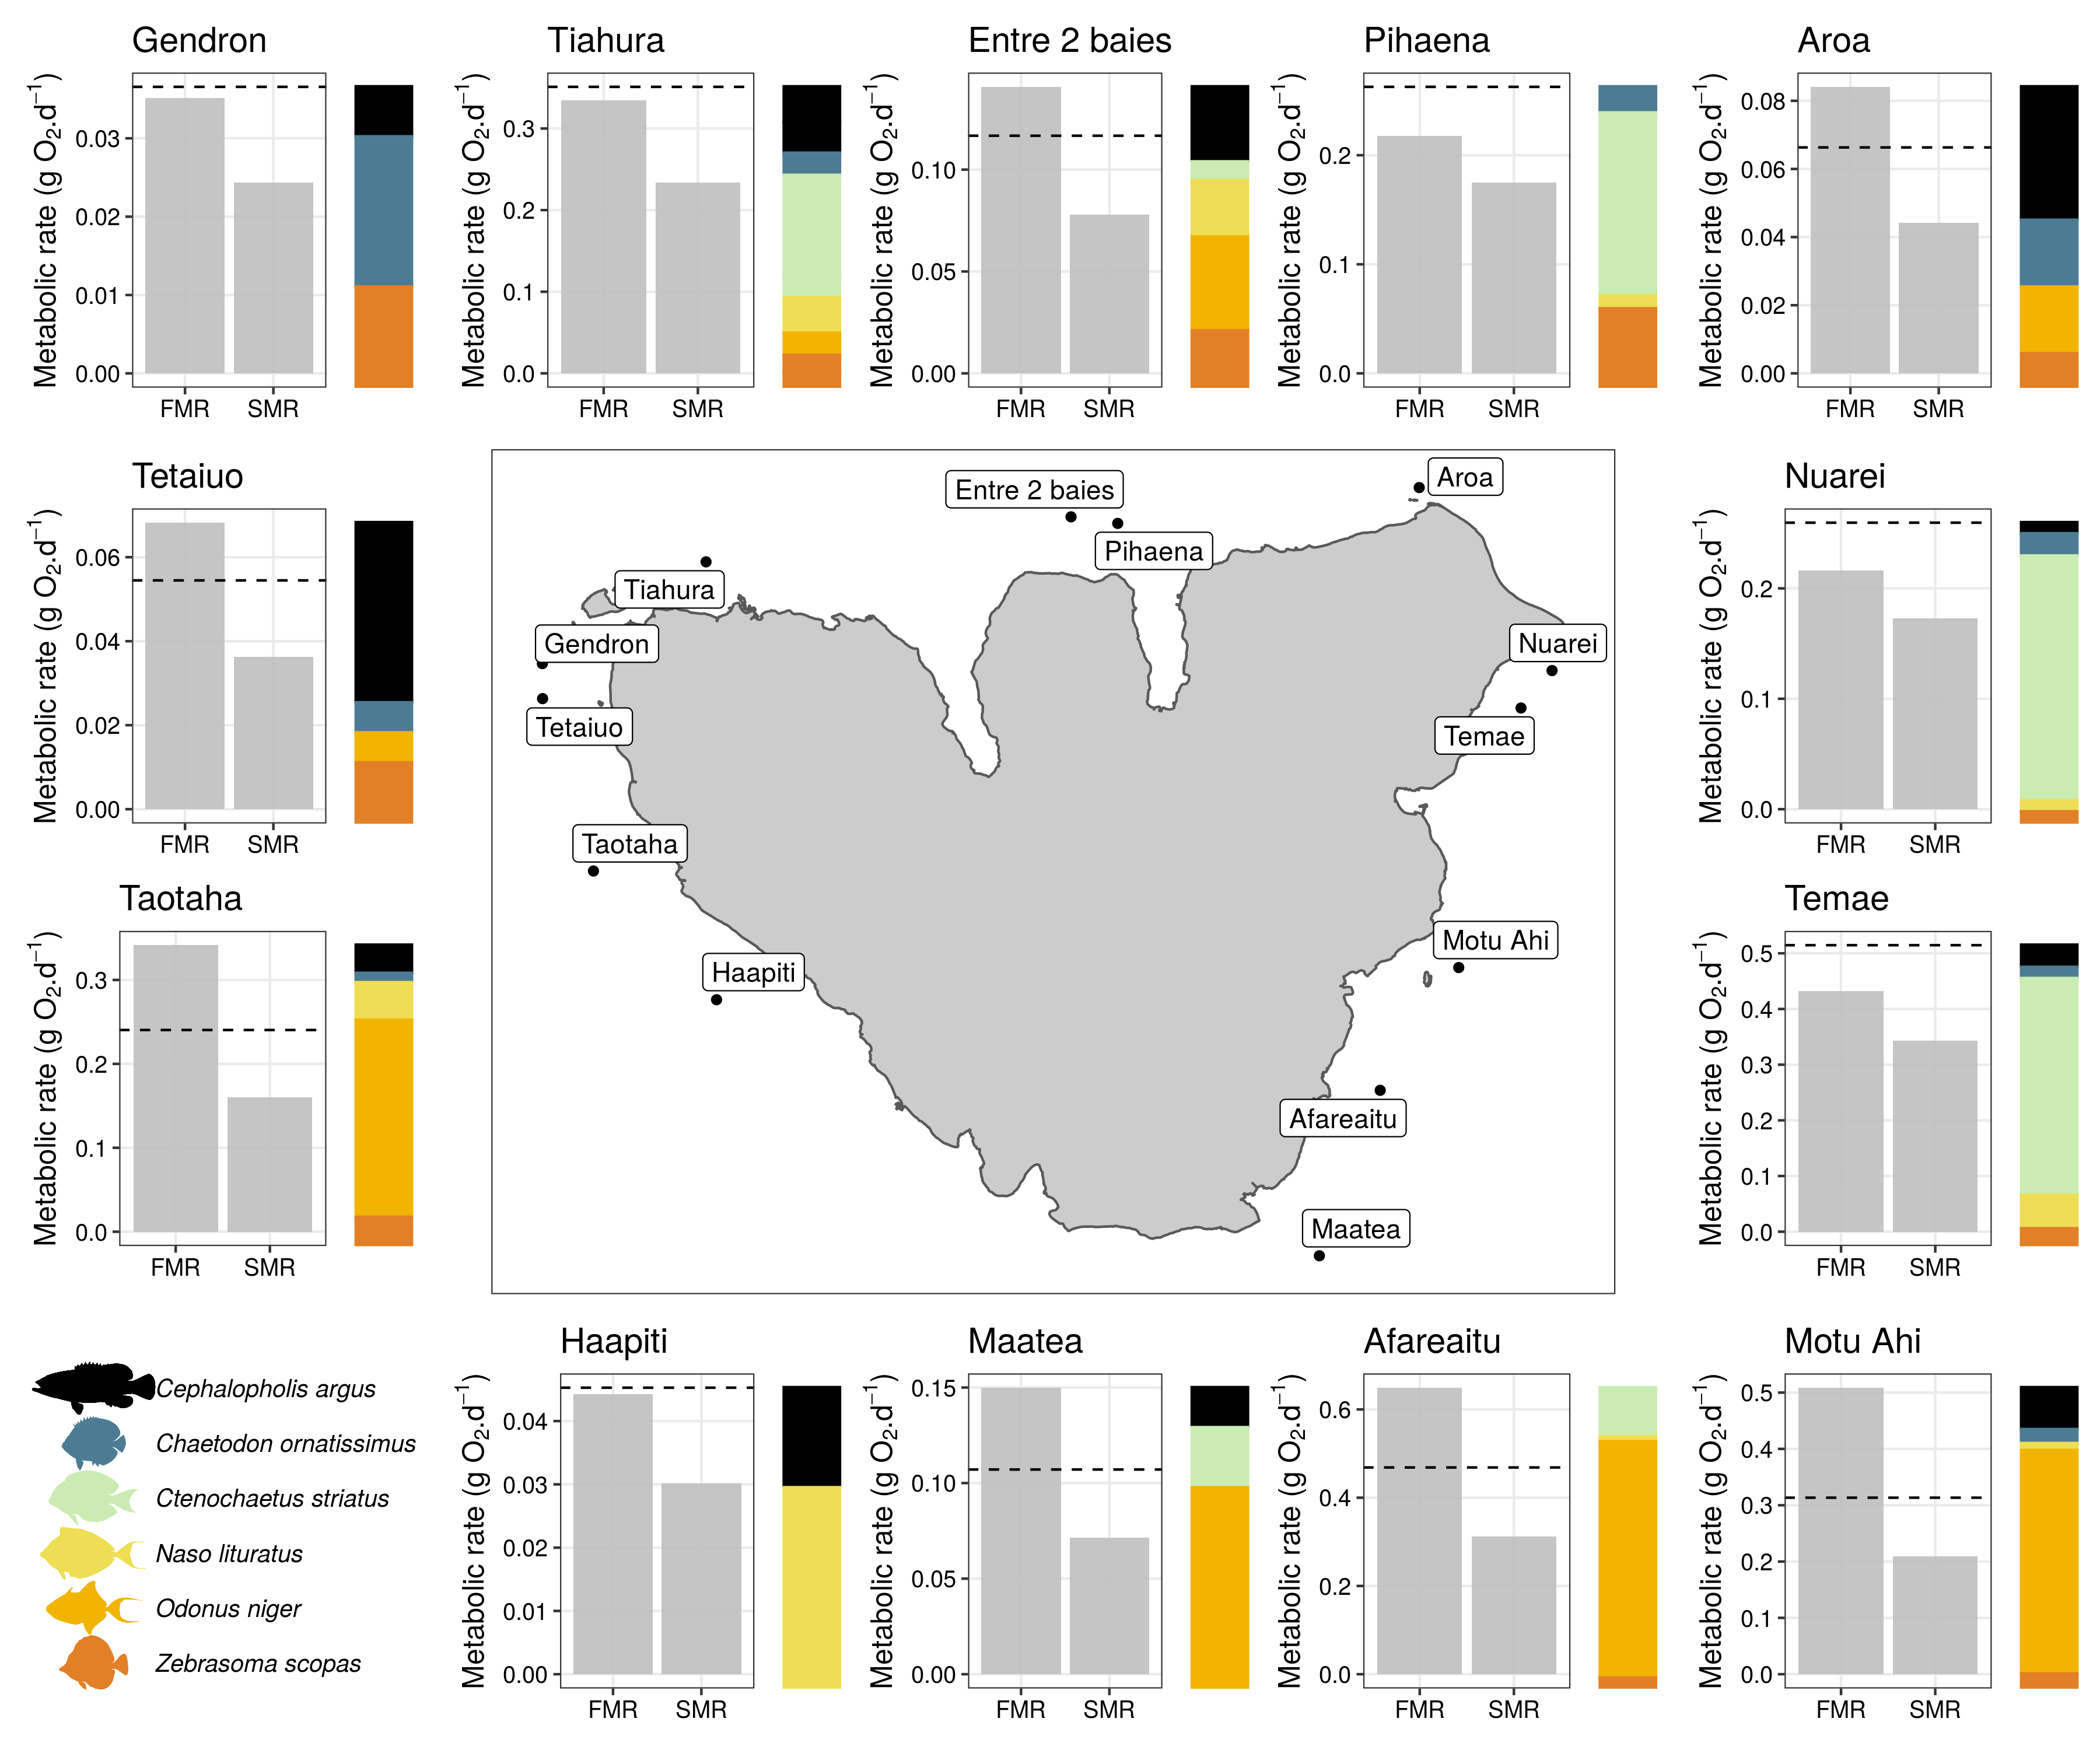 Gendron
Metabolic rate (g O₂.d⁻¹)
0.03
0.02
0.01
0.00
FMR SMR
Tiahura
Metabolic rate (g O₂.d⁻¹)
0.3
0.2
0.1
0.0
FMR SMR
Entre 2 baies
Metabolic rate (g O₂.d⁻¹)
0.10
0.05
0.00
FMR SMR
Pihaena
Metabolic rate (g O₂.d⁻¹)
0.2
0.1
0.0
FMR SMR
Aroa
Metabolic rate (g O₂.d⁻¹)
0.08
0.06
0.04
0.02
0.00
FMR SMR
Tetaiuo
Metabolic rate (g O₂.d⁻¹)
0.06
0.04
0.02
0.00
FMR SMR
Aroa
Entre 2 baies
Pihaena
Tiahura
Gendron
Nuarei
Tetaiuo
Temae
Taotaha
Motu Ahi
Haapiti
Afareaitu
Maatea
Nuarei
Metabolic rate (g O₂.d⁻¹)
0.2
0.1
0.0
FMR SMR
Taotaha
Metabolic rate (g O₂.d⁻¹)
0.3
0.2
0.1
0.0
FMR SMR
Temae
Metabolic rate (g O₂.d⁻¹)
0.5
0.4
0.3
0.2
0.1
0.0
FMR SMR
Cephalopholis argus
Chaetodon ornatissimus
Ctenochaetus striatus
Naso lituratus
Odonus niger
Zebrasoma scopas
Haapiti
Metabolic rate (g O₂.d⁻¹)
0.04
0.03
0.02
0.01
0.00
FMR SMR
Maatea
Metabolic rate (g O₂.d⁻¹)
0.15
0.10
0.05
0.00
FMR SMR
Afareaitu
Metabolic rate (g O₂.d⁻¹)
0.6
0.4
0.2
0.0
FMR SMR
Motu Ahi
Metabolic rate (g O₂.d⁻¹)
0.5
0.4
0.3
0.2
0.1
0.0
FMR SMR